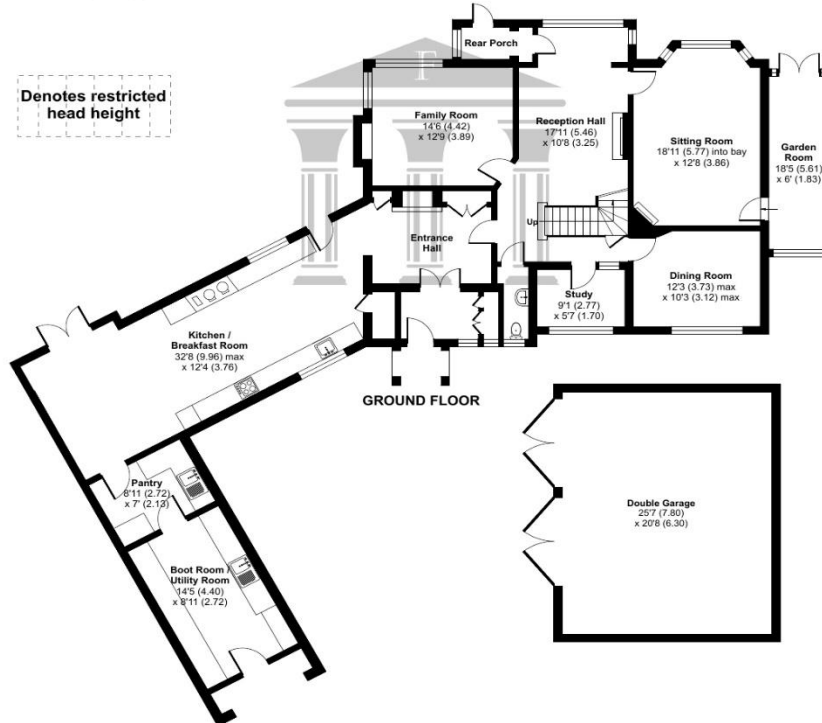 Denotes restricted
head height
F
Rear Porch
Family Room
14'6 (4.42)
x 12'9 (3.89)
Reception Hall
17'11 (5.46)
x 10'8 (3.25)
Sitting Room
18'11 (5.77) into bay
x 12'8 (3.86)
Garden
Room
18'5 (5.61)
x 6' (1.83)
Entrance
Hall
Up
Dining Room
12'3 (3.73) max
x 10'3 (3.12) max
Study
9'1 (2.77)
x 5'7 (1.70)
Kitchen /
Breakfast Room
32'8 (9.96) max
x 12'4 (3.76)
GROUND FLOOR
Pantry
8'11 (2.72)
x 7' (2.13)
Boot Room /
Utility Room
14'5 (4.40)
x 8'11 (2.72)
Double Garage
25'7 (7.80)
x 20'8 (6.30)